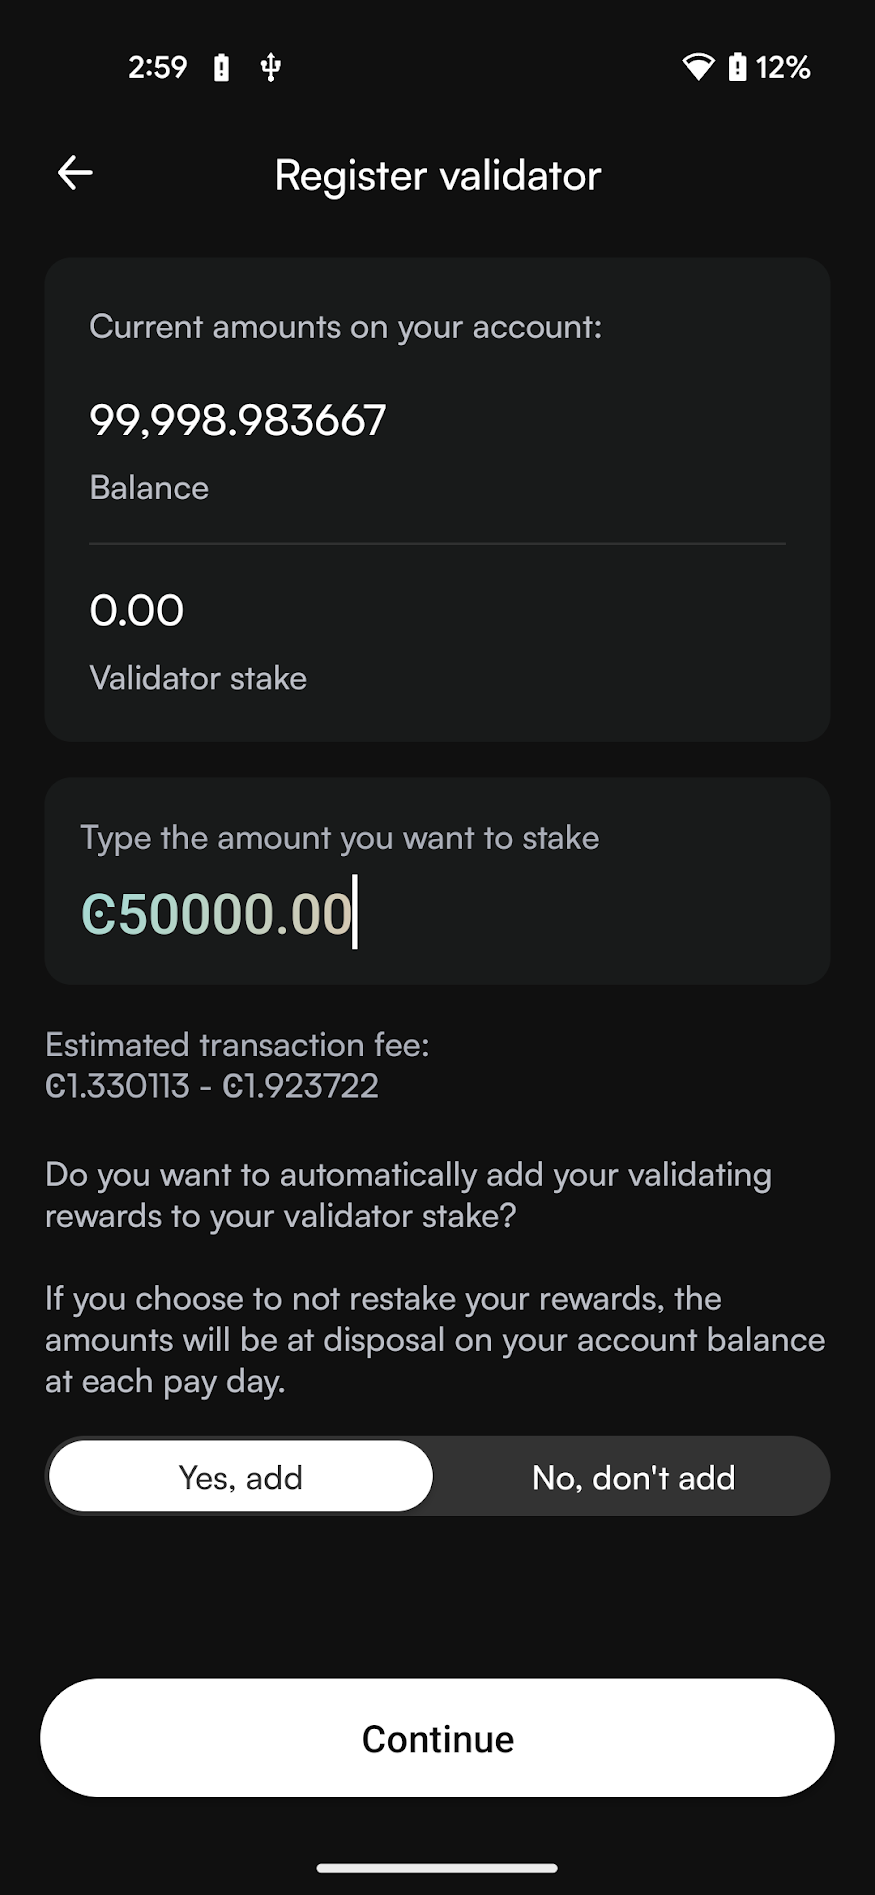 2:59
12%
Register validator
Current amounts on your account:
99,998.983667
Balance
0.00
Validator stake
Type the amount you want to stake
Ͼ50000.00
Estimated transaction fee:
Ͼ1.330113 - Ͼ1.923722
Do you want to automatically add your validating
rewards to your validator stake?
If you choose to not restake your rewards, the
amounts will be at disposal on your account balance
at each pay day.
Yes, add
No, don't add
Continue